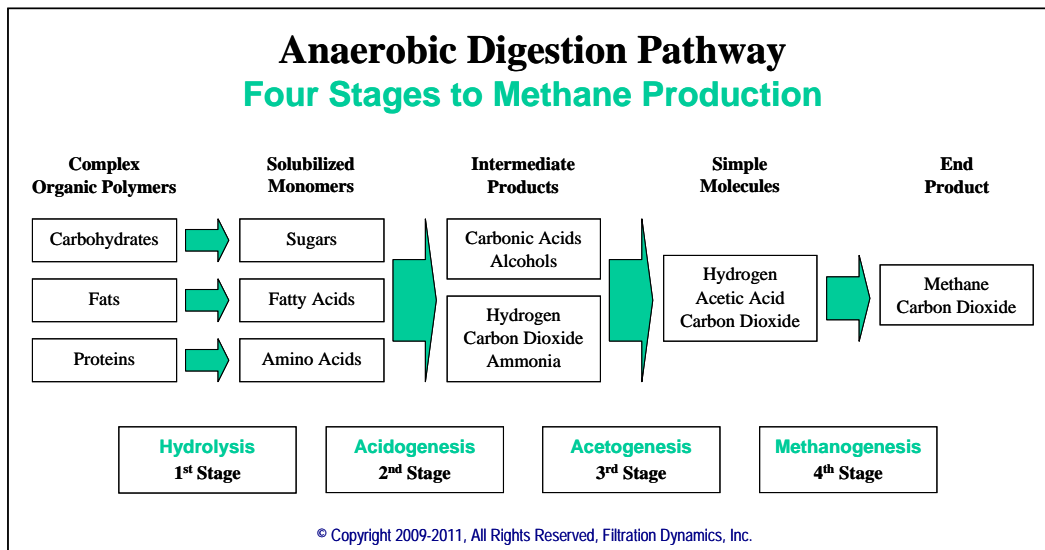 Anaerobic Digestion Pathway
Four Stages to Methane Production
Complex
Organic Polymers
Solubilized
Monomers
Intermediate
Products
Simple
Molecules
End
Product
Carbohydrates
Sugars
Carbonic Acids
Alcohols
Fats
Fatty Acids
Hydrogen
Carbon Dioxide
Ammonia
Proteins
Amino Acids
Hydrogen
Acetic Acid
Carbon Dioxide
Methane
Carbon Dioxide
Hydrolysis
1st Stage
Acidogenesis
2nd Stage
Acetogenesis
3rd Stage
Methanogenesis
4th Stage
© Copyright 2009-2011, All Rights Reserved, Filtration Dynamics, Inc.